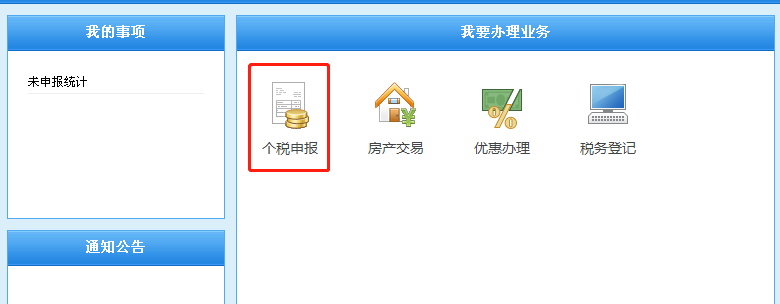 我的事项
未申报统计
通知公告
我要办理业务
个税申报
房产交易
优惠办理
税务登记